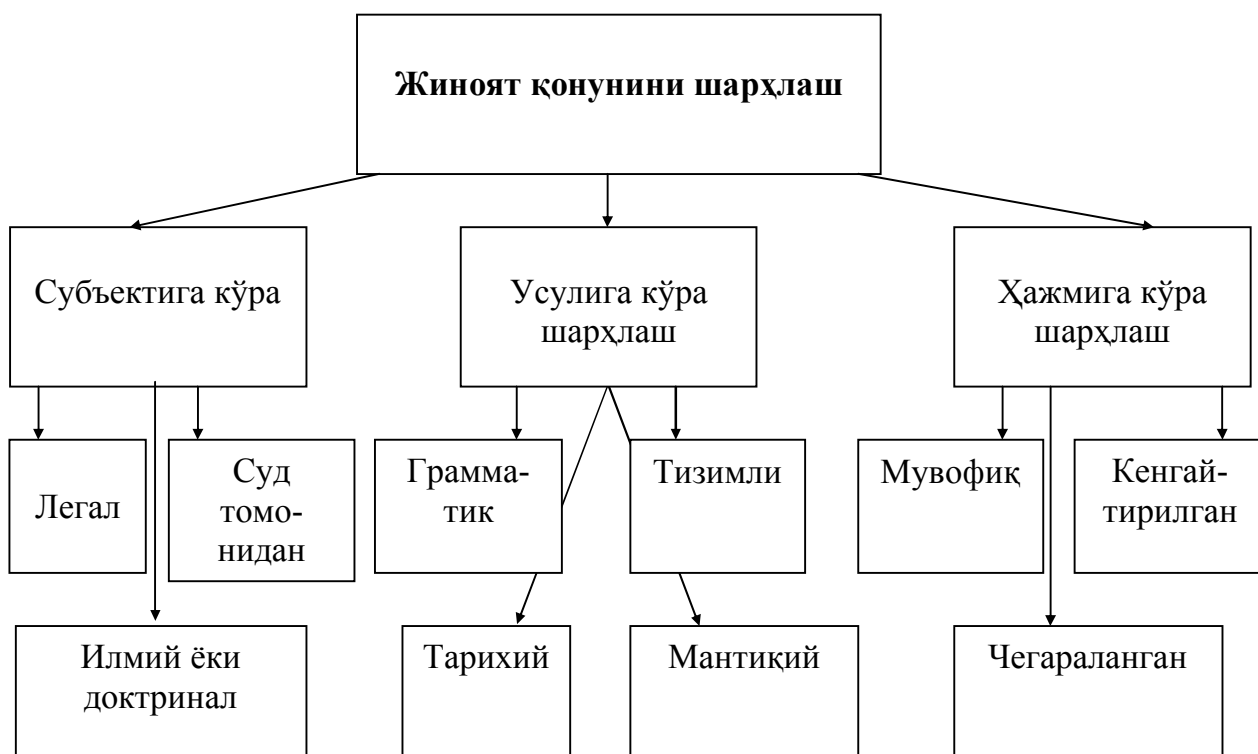 Жиноят қонунини шарҳлаш
Субъектига кўра
Усулига кўра
шарҳлаш
Ҳажмига кўра
шарҳлаш
Легал
Суд
томо-
нидан
Грамма-
тик
Тизимли
Мувофиқ
Кенгай-
тирилган
Илмий ёки
доктринал
Тарихий
Мантиқий
Чегараланган